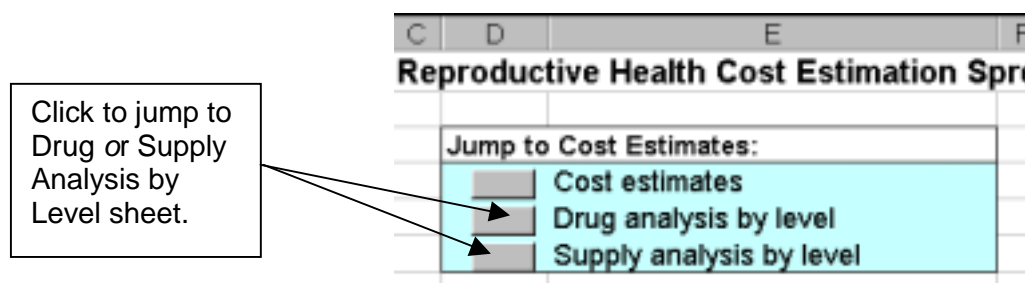 C D E F
Reproductive Health Cost Estimation Spre
Click to jump to
Drug or Supply
Analysis by
Level sheet.
Jump to Cost Estimates:
Cost estimates
Drug analysis by level
Supply analysis by level